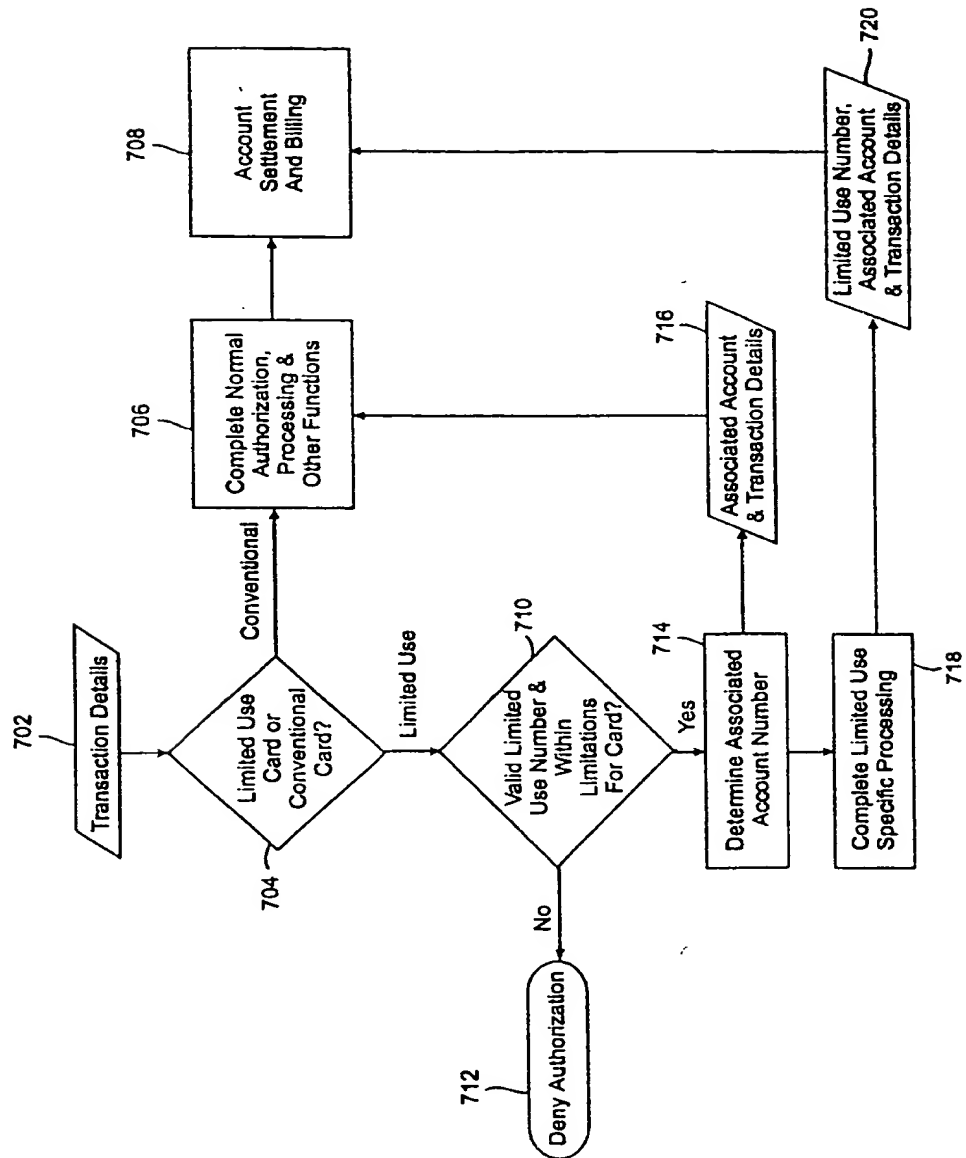 702
Transaction Details
704
Limited Use
Card or
Conventional
Card?
Conventional
706
Complete Normal
Authorization,
Processing &
Other Functions
708
Account
Settlement
And Billing
Limited Use
710
Valid Limited
Use Number &
Within
Limitations
For Card?
No
712
Deny Authorization
Yes
714
Determine Associated
Account Number
716
Associated Account
& Transaction Details
718
Complete Limited Use
Specific Processing
720
Limited Use Number,
Associated Account
& Transaction Details